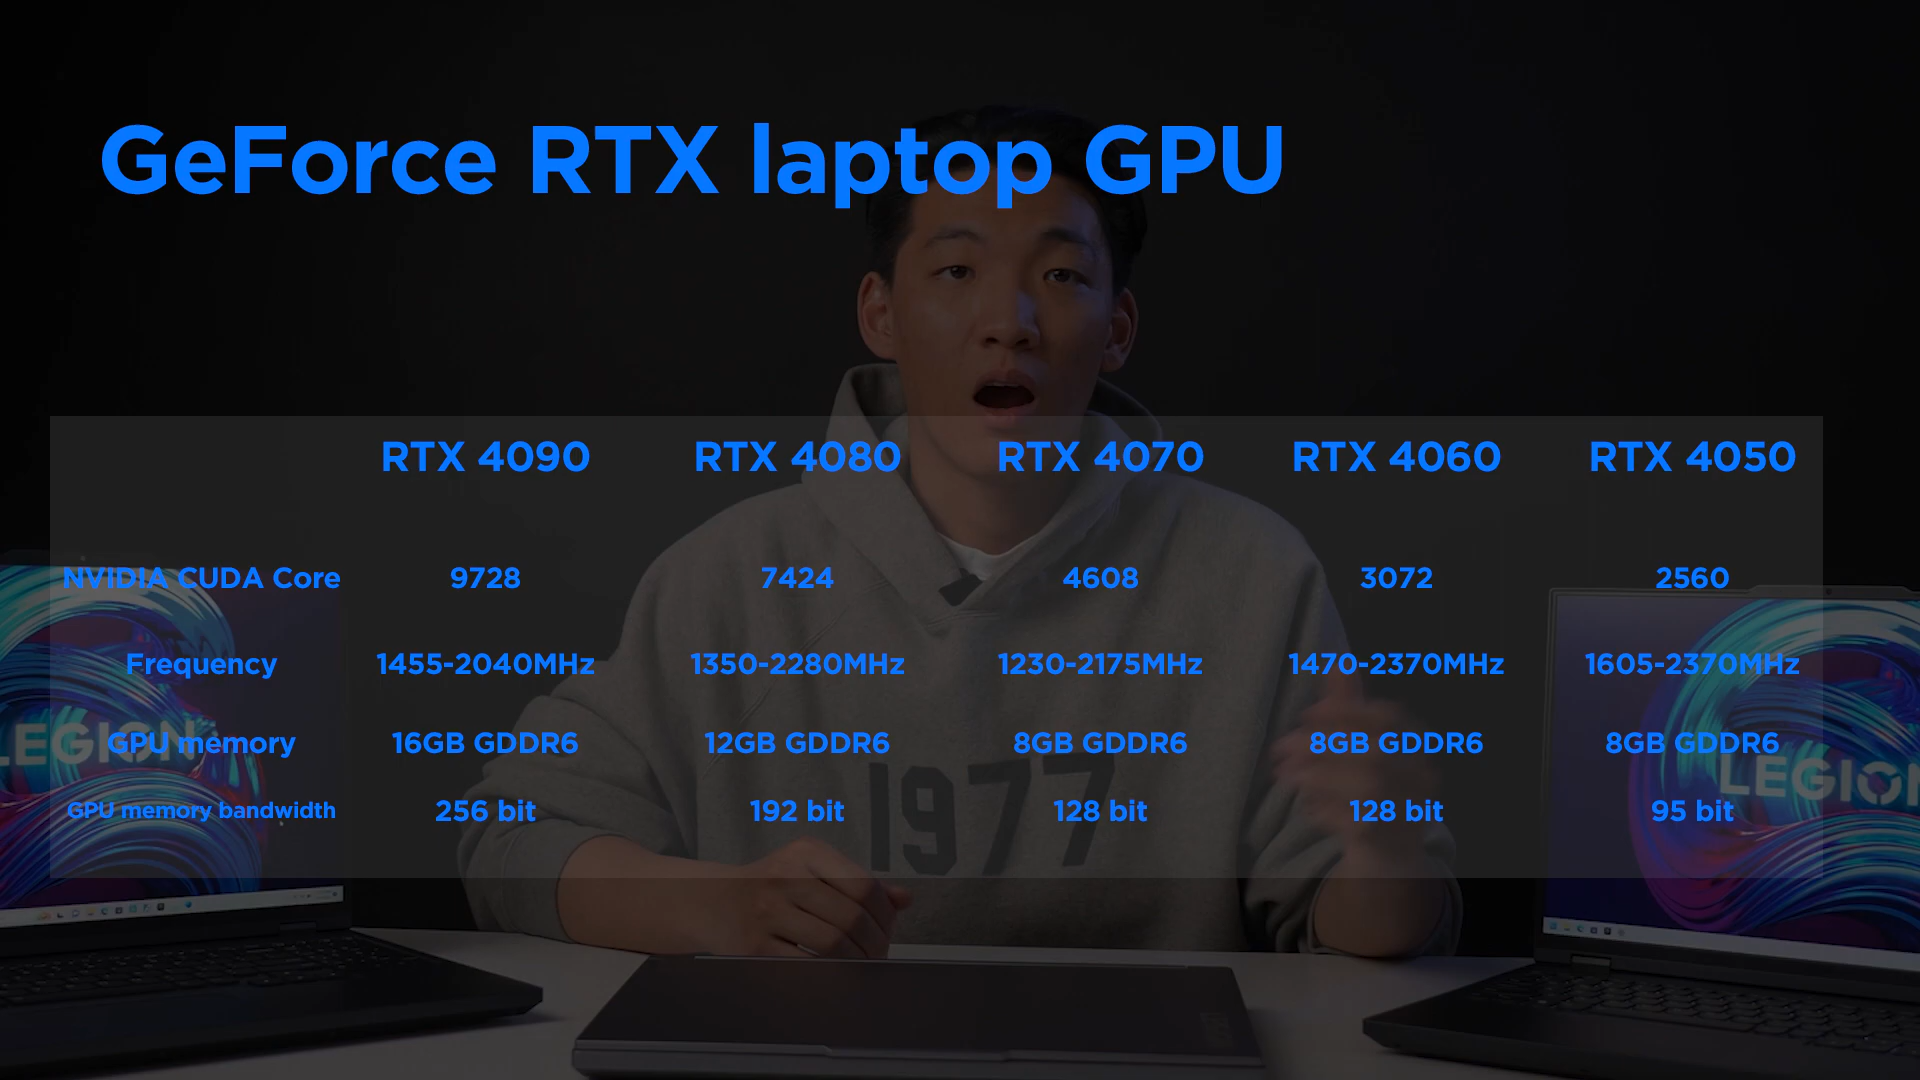 GeForce RTX laptop GPU
RTX 4090 RTX 4080 RTX 4070 RTX 4060 RTX 4050
NVIDIA CUDA Core 9728 7424 4608 3072 2560
Frequency 1455-2040MHz 1350-2280MHz 1230-2175MHz 1470-2370MHz 1605-2370MHz
GPU memory 16GB GDDR6 12GB GDDR6 8GB GDDR6 8GB GDDR6 8GB GDDR6
GPU memory bandwidth 256 bit 192 bit 128 bit 128 bit 95 bit
LEGION
1977
LEGION